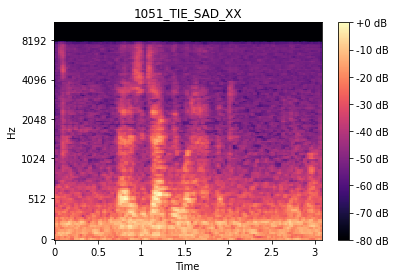 1051_TIE_SAD_XX
+0 dB
8192
-10 dB
4096
-20 dB
-30 dB
2048
Hz
-40 dB
1024
-50 dB
512
-60 dB
-70 dB
0
-80 dB
0 0.5 1 1.5 2 2.5 3
Time